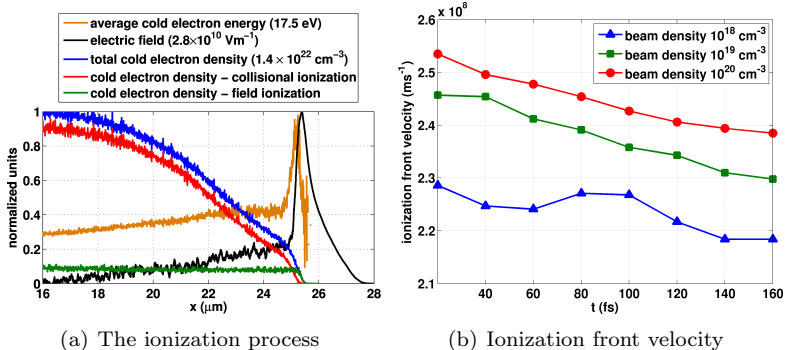 average cold electron energy (17.5 eV)
electric field (2.8×10^10 Vm^−1)
total cold electron density (1.4 × 10^22 cm^−3)
cold electron density − collisional ionization
cold electron density − field ionization
normalized units
1
0.8
0.6
0.4
0.2
0
16 18 20 22 24 26 28
x (μm)
(a) The ionization process
x 10^8
ionization front velocity (ms^-1)
2.6
2.5
2.4
2.3
2.2
2.1
beam density 10^18 cm^-3
beam density 10^19 cm^-3
beam density 10^20 cm^-3
40 60 80 100 120 140 160
t (fs)
(b) Ionization front velocity